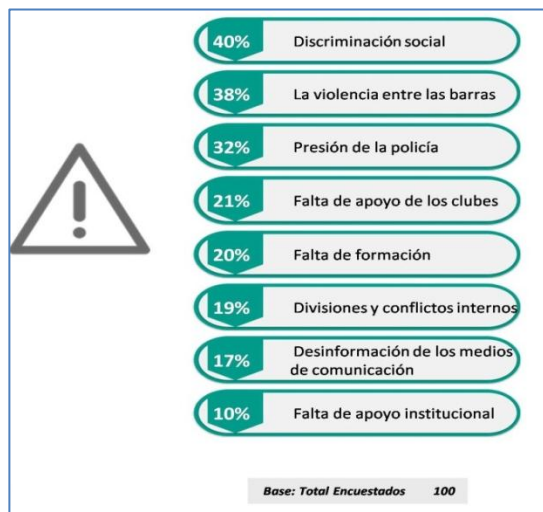 40% Discriminación social
38% La violencia entre las barras
32% Presión de la policía
21% Falta de apoyo de los clubes
20% Falta de formación
19% Divisiones y conflictos internos
17% Desinformación de los medios
de comunicación
10% Falta de apoyo institucional
Base: Total Encuestados 100